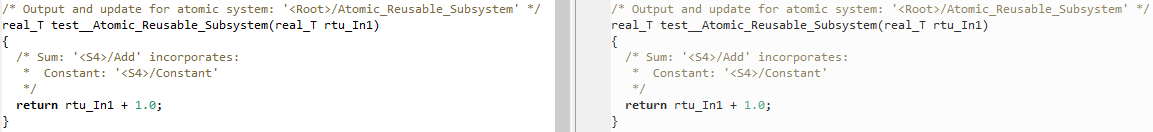 /* Output and update for atomic system: '<Root>/Atomic_Reusable_Subsystem' */
real_T test__Atomic_Reusable_Subsystem(real_T rtu_In1)
{
  /* Sum: '<S4>/Add' incorporates:
   *  Constant: '<S4>/Constant'
   */
  return rtu_In1 + 1.0;
}
/* Output and update for atomic system: '<Root>/Atomic_Reusable_Subsystem' */
real_T test__Atomic_Reusable_Subsystem(real_T rtu_In1)
{
  /* Sum: '<S4>/Add' incorporates:
   *  Constant: '<S4>/Constant'
   */
  return rtu_In1 + 1.0;
}